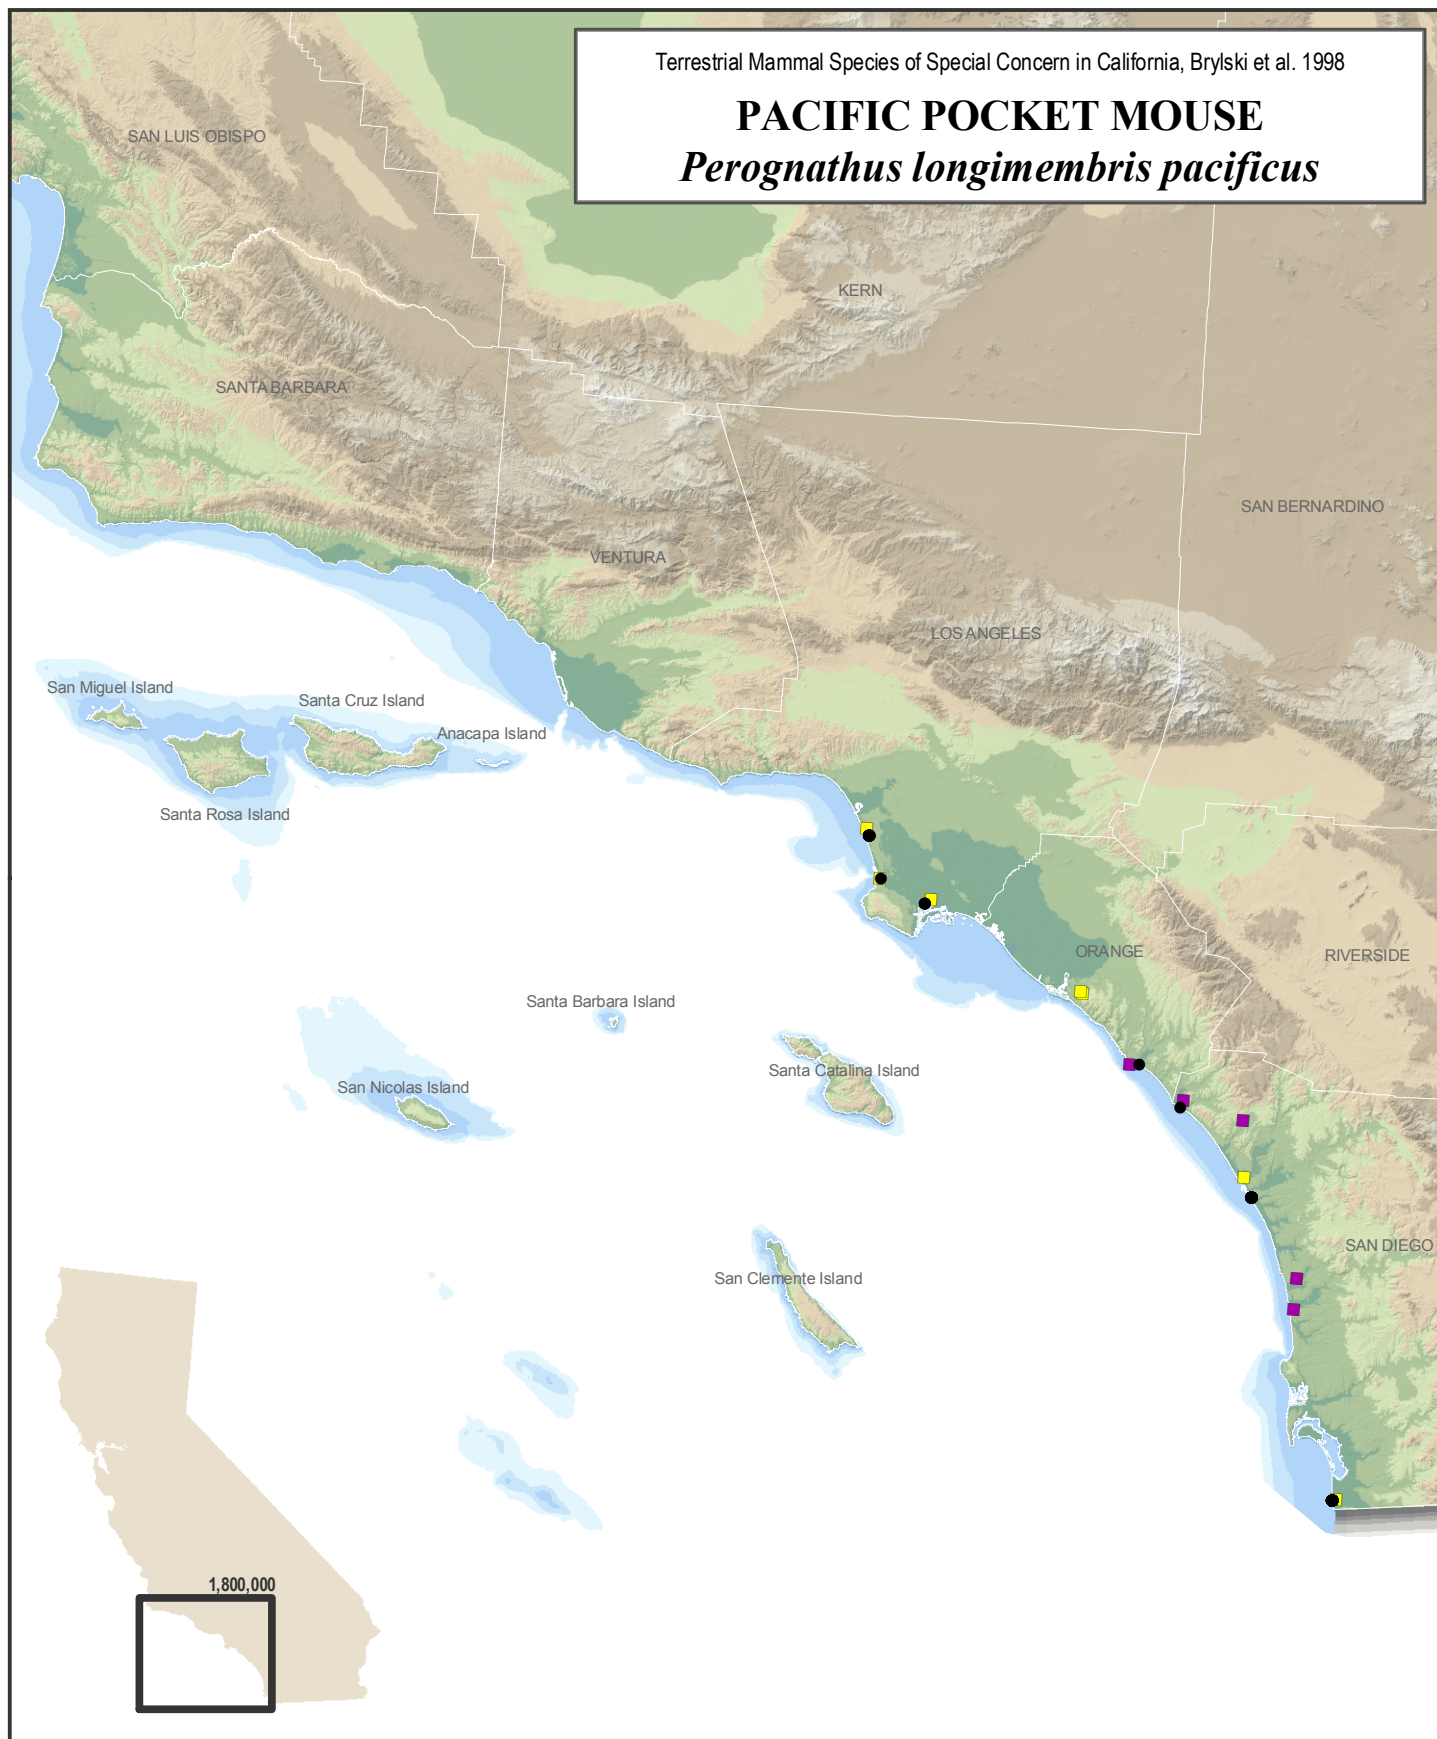 Terrestrial Mammal Species of Special Concern in California, Brylski et al. 1998
PACIFIC POCKET MOUSE
Perognathus longimembris pacificus
SAN LUIS OBISPO
KERN
SANTA BARBARA
SAN BERNARDINO
VENTURA
LOS ANGELES
San Miguel Island
Santa Cruz Island
Anacapa Island
Santa Rosa Island
ORANGE
RIVERSIDE
Santa Barbara Island
Santa Catalina Island
San Nicolas Island
SAN DIEGO
San Clemente Island
1,800,000